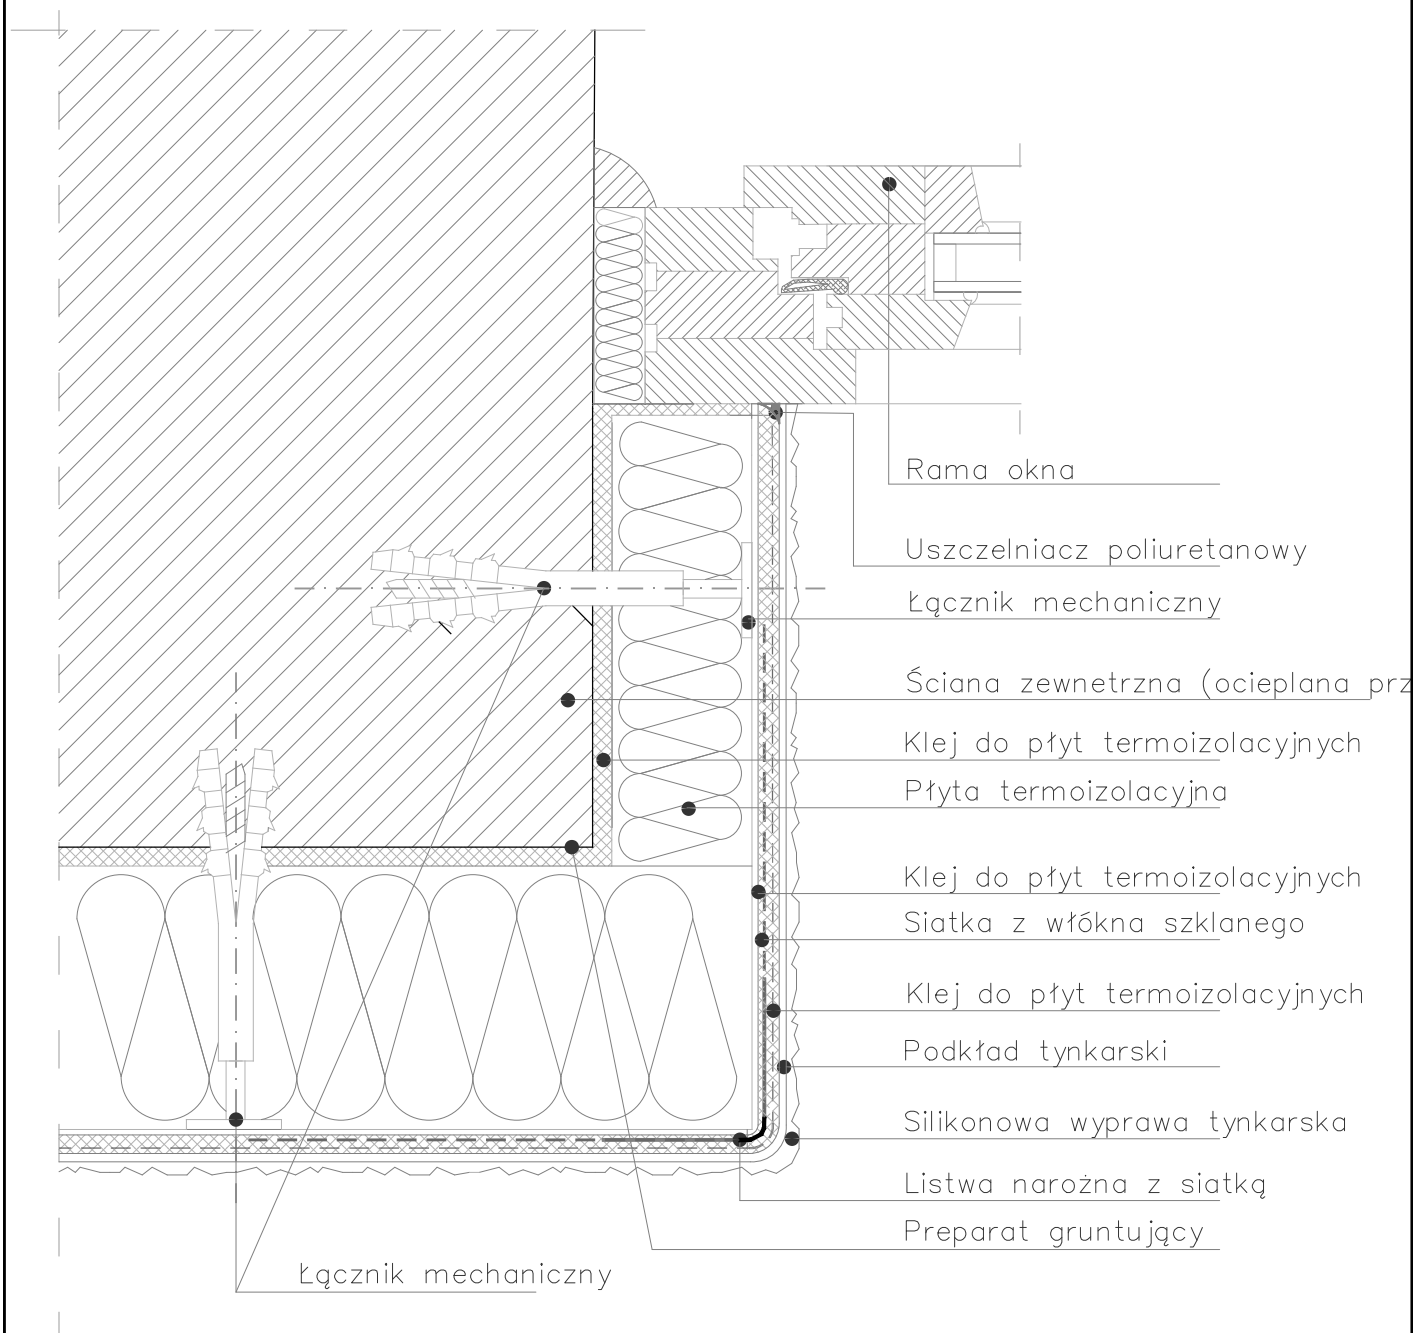 Rama okna
Uszczelniacz poliuretanowy
Łącznik mechaniczny
Ściana zewnetrzna (ocieplana prz
Klej do płyt termoizolacyjnych
Płyta termoizolacyjna
Klej do płyt termoizolacyjnych
Siatka z włókna szklanego
Klej do płyt termoizolacyjnych
Podkład tynkarski
Silikonowa wyprawa tynkarska
Listwa narożna z siatką
Preparat gruntujący
Łącznik mechaniczny